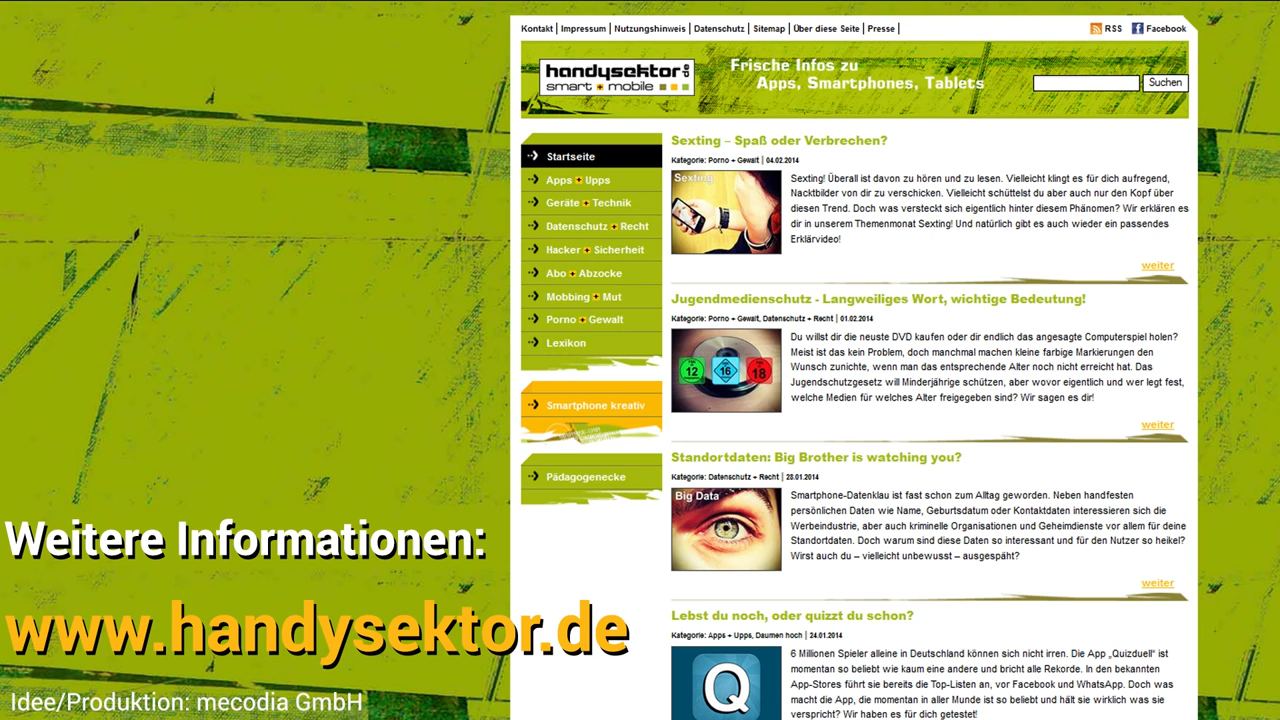 Kontakt | Impressum | Nutzungshinweis | Datenschutz | Sitemap | Über diese Seite | Presse |
RSS Facebook
handysektor.de
smart + mobile
Frische Infos zu
Apps, Smartphones, Tablets
Suchen
Startseite
Apps + Upps
Geräte + Technik
Datenschutz + Recht
Hacker + Sicherheit
Abo + Abzocke
Mobbing + Mut
Porno + Gewalt
Lexikon
Smartphone kreativ
Pädagogenecke
Sexting – Spaß oder Verbrechen?
Kategorie: Porno + Gewalt | 04.02.2014
Sexting
Sexting! Überall ist davon zu hören und zu lesen. Vielleicht klingt es für dich aufregend,
Nacktbilder von dir zu verschicken. Vielleicht schüttelst du aber auch nur den Kopf über
diesen Trend. Doch was versteckt sich eigentlich hinter diesem Phänomen? Wir erklären es
dir in unserem Themenmonat Sexting! Und natürlich gibt es auch wieder ein passendes
Erklärvideo!
weiter
Jugendmedienschutz - Langweiliges Wort, wichtige Bedeutung!
Kategorie: Porno + Gewalt, Datenschutz + Recht | 01.02.2014
12 16 18
Du willst dir die neuste DVD kaufen oder dir endlich das angesagte Computerspiel holen?
Meist ist das kein Problem, doch manchmal machen kleine farbige Markierungen den
Wunsch zunichte, wenn man das entsprechende Alter noch nicht erreicht hat. Das
Jugendschutzgesetz will Minderjährige schützen, aber wovor eigentlich und wer legt fest,
welche Medien für welches Alter freigegeben sind? Wir sagen es dir!
weiter
Standortdaten: Big Brother is watching you?
Kategorie: Datenschutz + Recht | 28.01.2014
Big Data
Smartphone-Datenklau ist fast schon zum Alltag geworden. Neben handfesten
persönlichen Daten wie Name, Geburtsdatum oder Kontaktdaten interessieren sich die
Werbeindustrie, aber auch kriminelle Organisationen und Geheimdienste vor allem für deine
Standortdaten. Doch warum sind diese Daten so interessant und für den Nutzer so heikel?
Wirst auch du – vielleicht unbewusst – ausgespäht?
weiter
Lebst du noch, oder quizzt du schon?
Kategorie: Apps + Upps, Daumen hoch | 24.01.2014
Q
6 Millionen Spieler alleine in Deutschland können sich nicht irren. Die App „Quizduell“ ist
momentan so beliebt wie kaum eine andere und bricht alle Rekorde. In den bekannten
App-Stores führt sie bereits die Top-Listen an, vor Facebook und WhatsApp. Doch was
macht die App, die momentan in aller Munde ist so beliebt und hält sie wirklich was sie
verspricht? Wir haben es für dich getestet!
Weitere Informationen:
www.handysektor.de
Idee/Produktion: mecodia GmbH